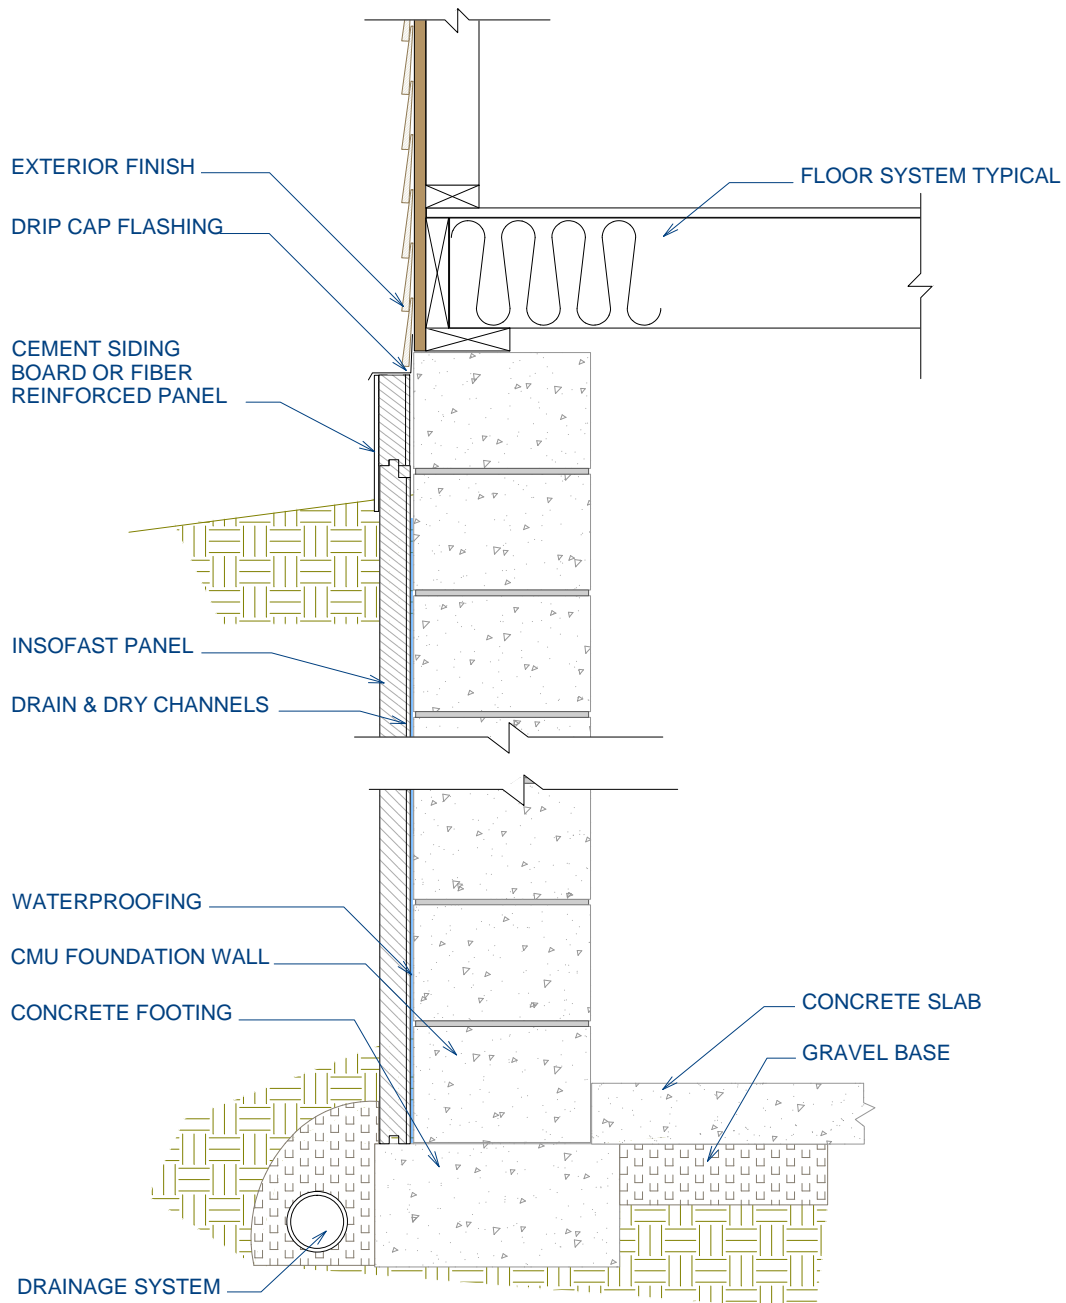 EXTERIOR FINISH
FLOOR SYSTEM TYPICAL
DRIP CAP FLASHING
CEMENT SIDING
BOARD OR FIBER
REINFORCED PANEL
INSOFAST PANEL
DRAIN & DRY CHANNELS
WATERPROOFING
CMU FOUNDATION WALL
CONCRETE FOOTING
CONCRETE SLAB
GRAVEL BASE
DRAINAGE SYSTEM